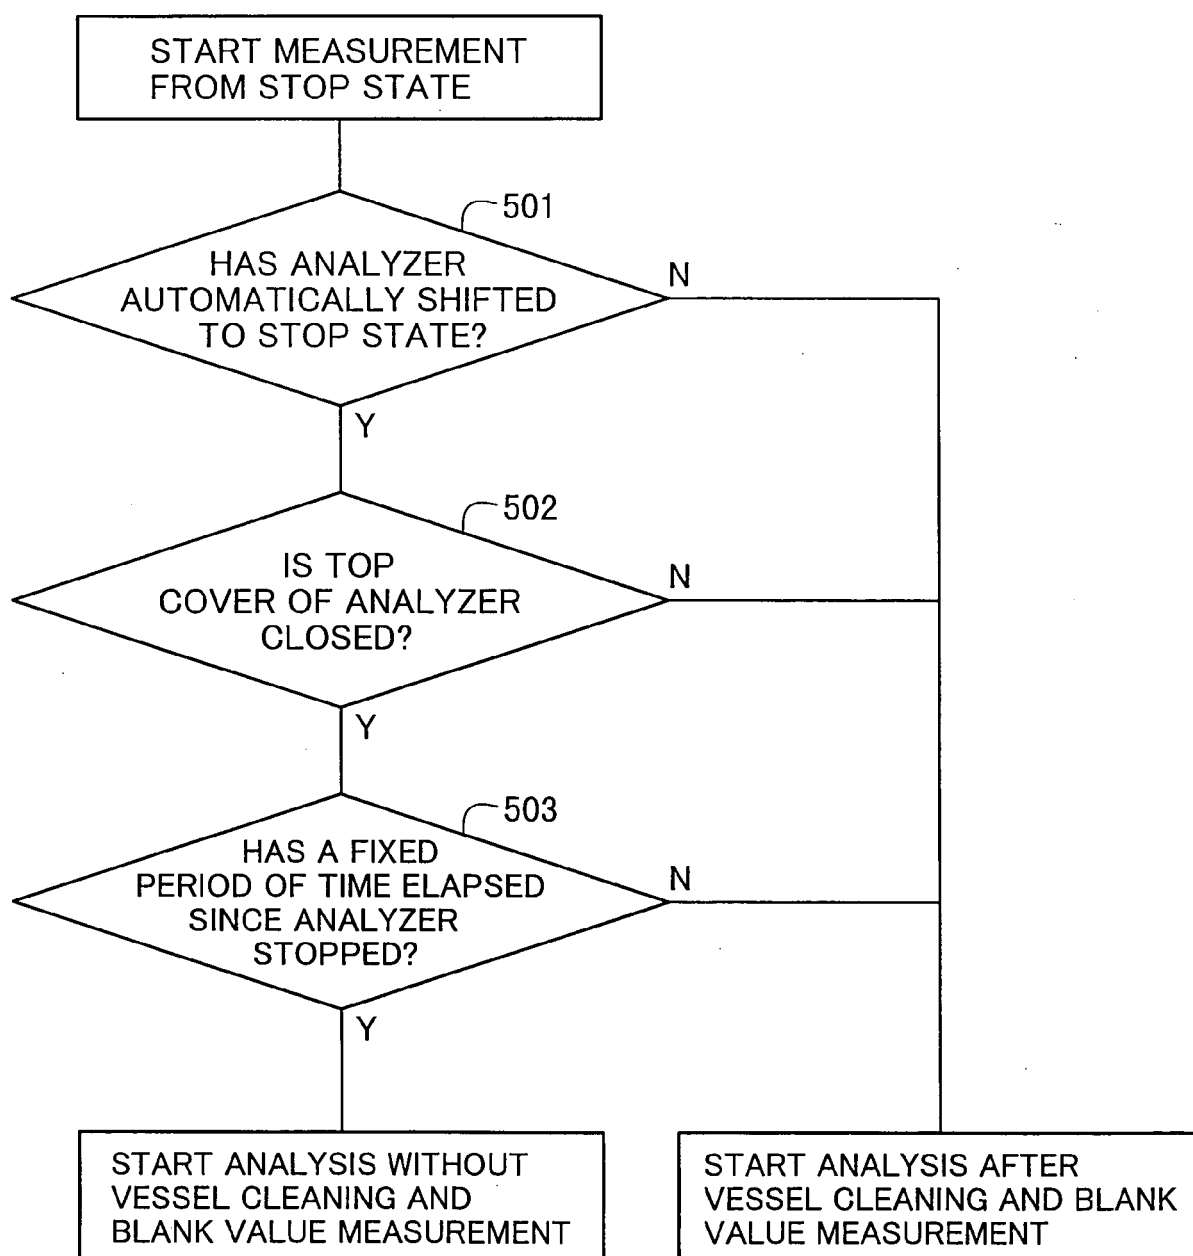 START MEASUREMENT
FROM STOP STATE
501
HAS ANALYZER
AUTOMATICALLY SHIFTED
TO STOP STATE?
N
Y
502
IS TOP
COVER OF ANALYZER
CLOSED?
N
Y
503
HAS A FIXED
PERIOD OF TIME ELAPSED
SINCE ANALYZER
STOPPED?
N
Y
START ANALYSIS WITHOUT
VESSEL CLEANING AND
BLANK VALUE MEASUREMENT
START ANALYSIS AFTER
VESSEL CLEANING AND BLANK
VALUE MEASUREMENT